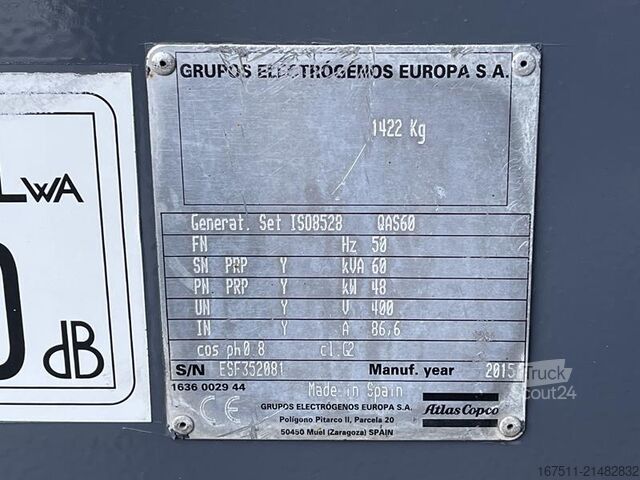 LWA
dB
GRUPOS ELECTRÓGENOS EUROPA S.A.
1422 Kg
Generat. Set ISO8528 QAS60
FN Hz 50
SN PRP Y kVA 60
PN PRP Y kW 48
UN Y V 400
IN Y A 86,6
cos ph0.8 cl.G2
S/N ESF352081 Manuf. year 2015
1636 0029 44 Made in Spain
CE
GRUPOS ELECTRÓGENOS EUROPA S.A.
Polígono Pitarco II, Parcela 20
50450 Muel (Zaragoza) SPAIN
Atlas Copco
Truck
Scout24
167511-21482832